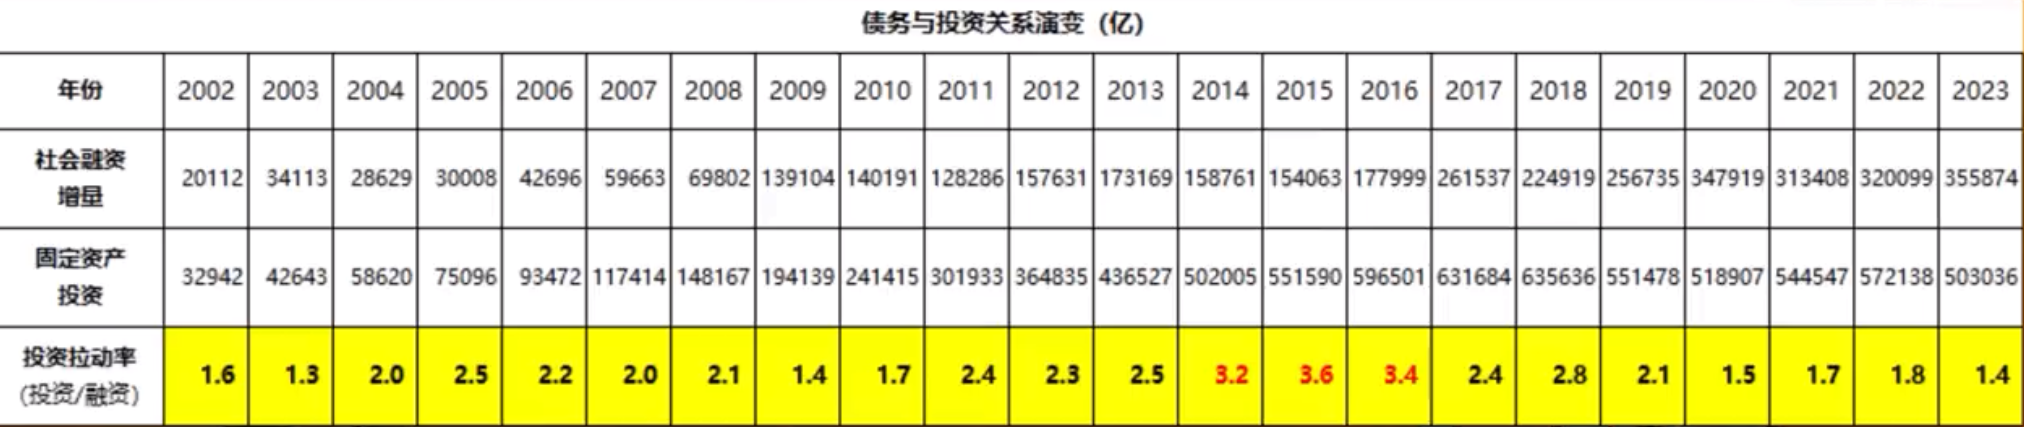 债务与投资关系演变（亿）
年份 2002 2003 2004 2005 2006 2007 2008 2009 2010 2011 2012 2013 2014 2015 2016 2017 2018 2019 2020 2021 2022 2023
社会融资
增量 20112 34113 28629 30008 42696 59663 69802 139104 140191 128286 157631 173169 158761 154063 177999 261537 224919 256735 347919 313408 320099 355874
固定资产
投资 32942 42643 58620 75096 93472 117414 148167 194139 241415 301933 364835 436527 502005 551590 596501 631684 635636 551478 518907 544547 572138 503036
投资拉动率
（投资/融资） 1.6 1.3 2.0 2.5 2.2 2.0 2.1 1.4 1.7 2.4 2.3 2.5 3.2 3.6 3.4 2.4 2.8 2.1 1.5 1.7 1.8 1.4